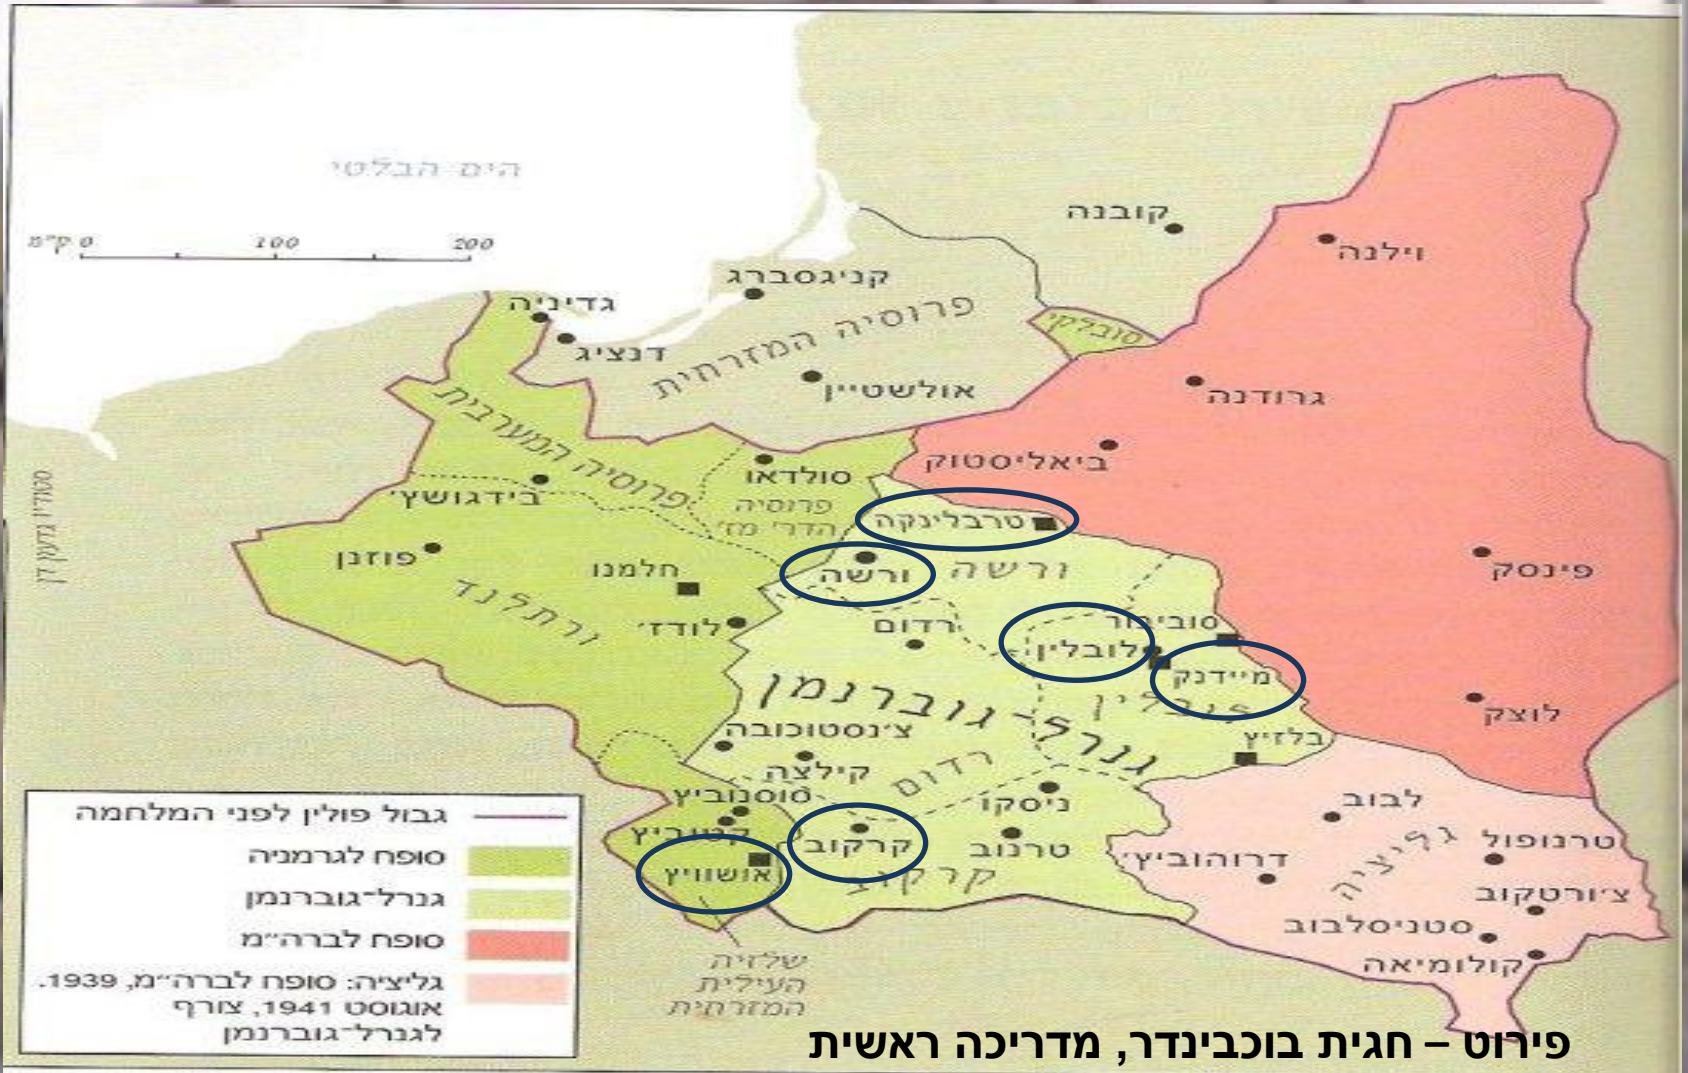 הים הבלטי
0 ק"מ
100
200
קובנה
וילנה
קניגסברג
גדיניה
פרוסיה המזרחית
סובלקי
דנציג
אולשטיין
גרודנה
פרוסיה המערבית
ביאליסטוק
סולדאו
בידגושץ'
פרוסיה
הדר' מז'
טרבלינקה
סטודיו גדעון דן
פוזנן
חלמנו
ורשה
ורשה
פינסק
ורתלנד
לודז'
רדום
סוביבור
לובלין
מיידנק
לובלין
גנרל-גוברנמן
לוצק
צ'נסטוכובה
בלזיץ
קילצה
רדום
סוסנוביץ
ניסקו
לבוב
קטוביץ
קרקוב
טרנוב
גליציה
טרנופול
דרוהוביץ'
אושוויץ
קרקוב
צ'ורטקוב
סטניסלבוב
קולומיאה
שלזיה
העילית
המזרחית
גבול פולין לפני המלחמה
סופח לגרמניה
גנרל-גוברנמן
סופח לברה"מ
גליציה: סופח לברה"מ, 1939.
אוגוסט 1941, צורף
לגנרל-גוברנמן
פירוט – חגית בוכבינדר, מדריכה ראשית